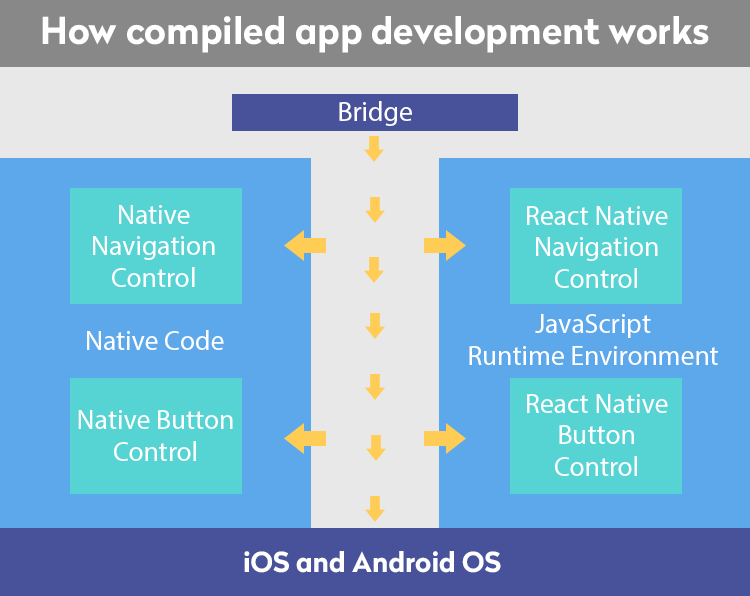 How compiled app development works
Bridge
Native
Navigation
Control
React Native
Navigation
Control
Native Code
JavaScript
Runtime Environment
Native Button
Control
React Native
Button
Control
iOS and Android OS